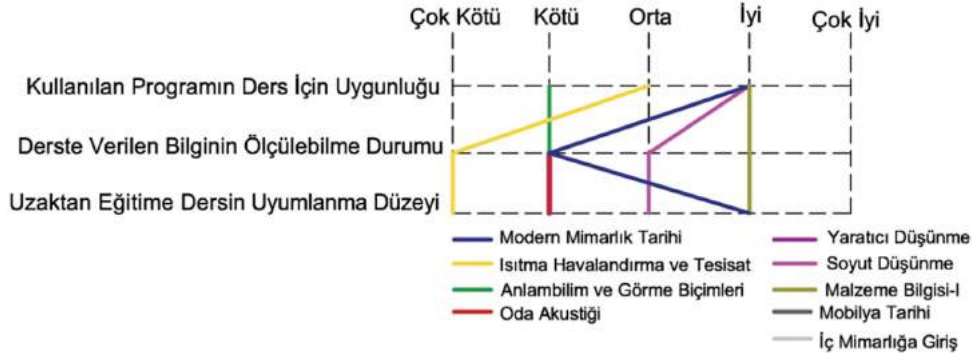 Çok Kötü Kötü Orta İyi Çok İyi
Kullanılan Programın Ders İçin Uygunluğu
Derste Verilen Bilginin Ölçülebilme Durumu
Uzaktan Eğitime Dersin Uyumlanma Düzeyi
Modern Mimarlık Tarihi
Isıtma Havalandırma ve Tesisat
Anlambilim ve Görme Biçimleri
Oda Akustiği
Yaratıcı Düşünme
Soyut Düşünme
Malzeme Bilgisi-I
Mobilya Tarihi
İç Mimarlığa Giriş